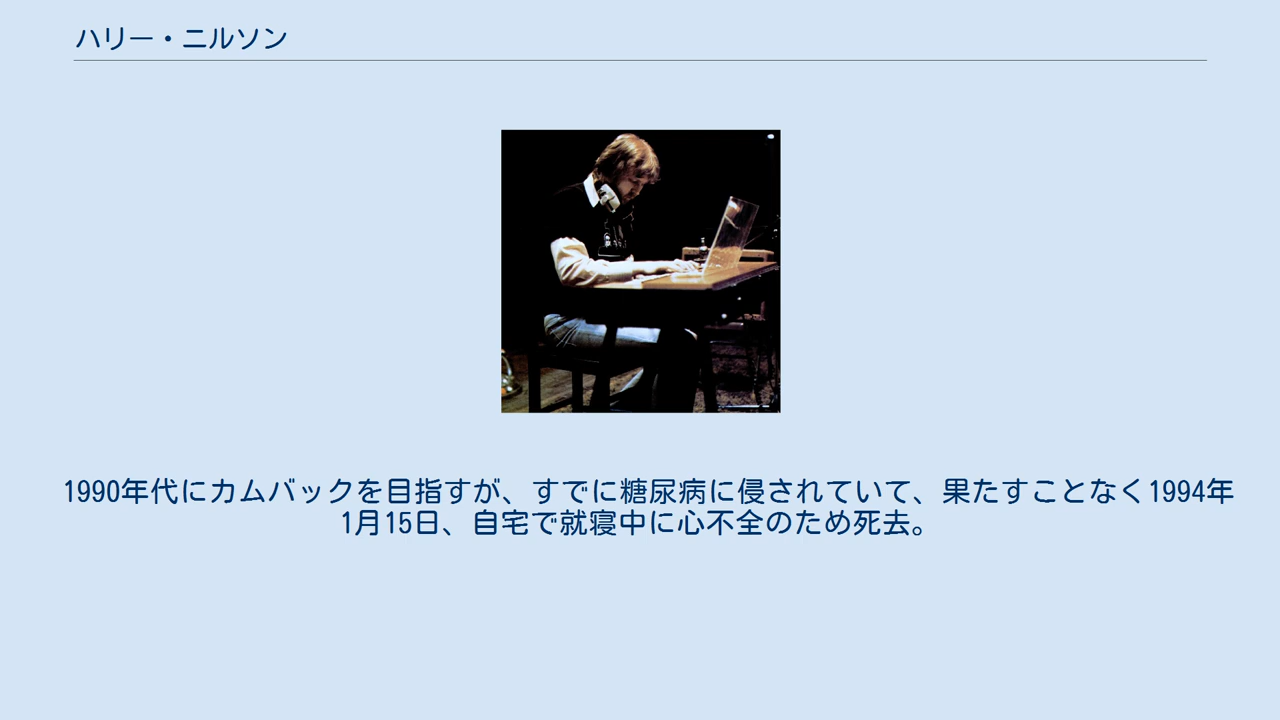 ハリー・ニルソン
1990年代にカムバックを目指すが、すでに糖尿病に侵されていて、果たすことなく1994年
1月15日、自宅で就寝中に心不全のため死去。